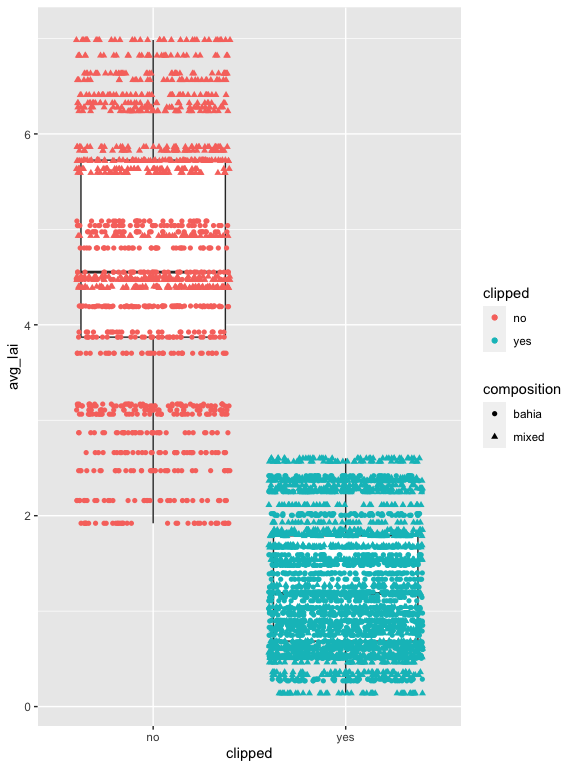 avg_lai
6
4
2
0
no
yes
clipped
clipped
no
yes
composition
bahia
mixed